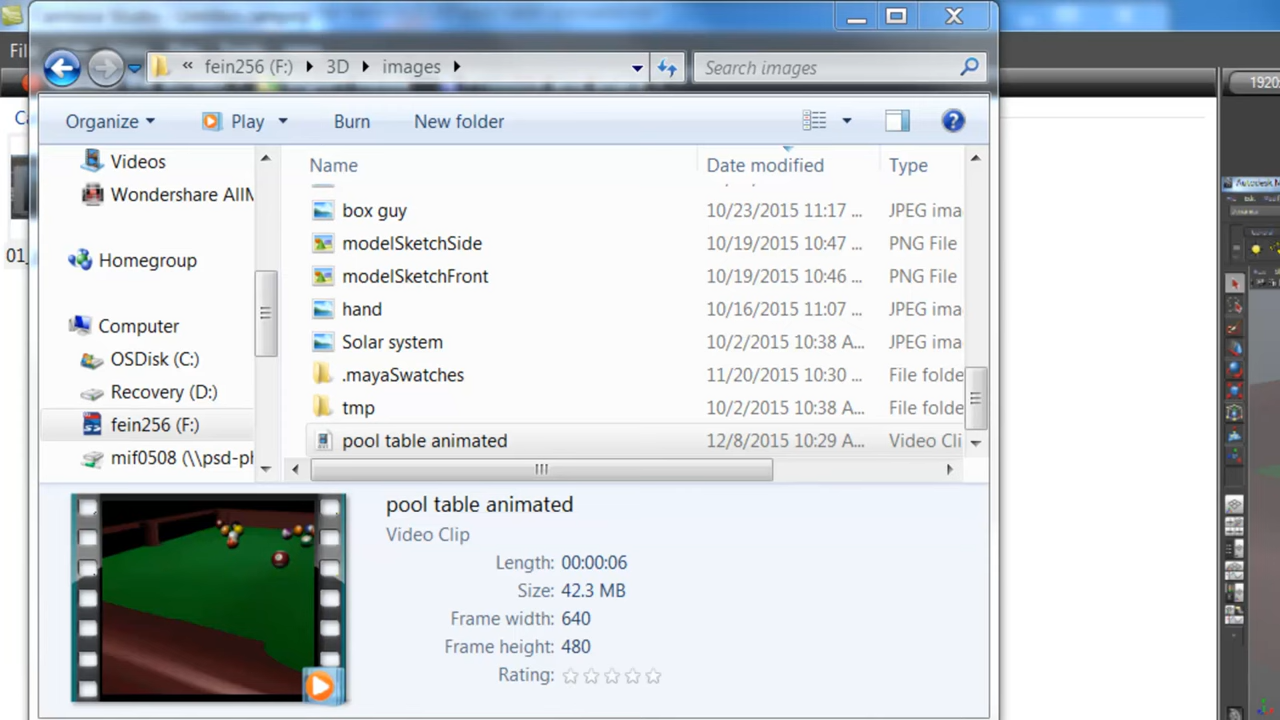 Fil
« fein256 (F:) 3D images
Search images
1920
Organize Play Burn New folder
Videos
Wondershare AllM
Homegroup
Computer
OSDisk (C:)
Recovery (D:)
fein256 (F:)
mif0508 (\\psd-ph
Name Date modified Type
box guy 10/23/2015 11:17 ... JPEG ima
modelSketchSide 10/19/2015 10:47 ... PNG File
modelSketchFront 10/19/2015 10:46 ... PNG File
hand 10/16/2015 11:07 ... JPEG ima
Solar system 10/2/2015 10:38 A... JPEG ima
.mayaSwatches 11/20/2015 10:30 ... File folde
tmp 10/2/2015 10:38 A... File folde
pool table animated 12/8/2015 10:29 A... Video Cli
01_
pool table animated
Video Clip
Length: 00:00:06
Size: 42.3 MB
Frame width: 640
Frame height: 480
Rating: